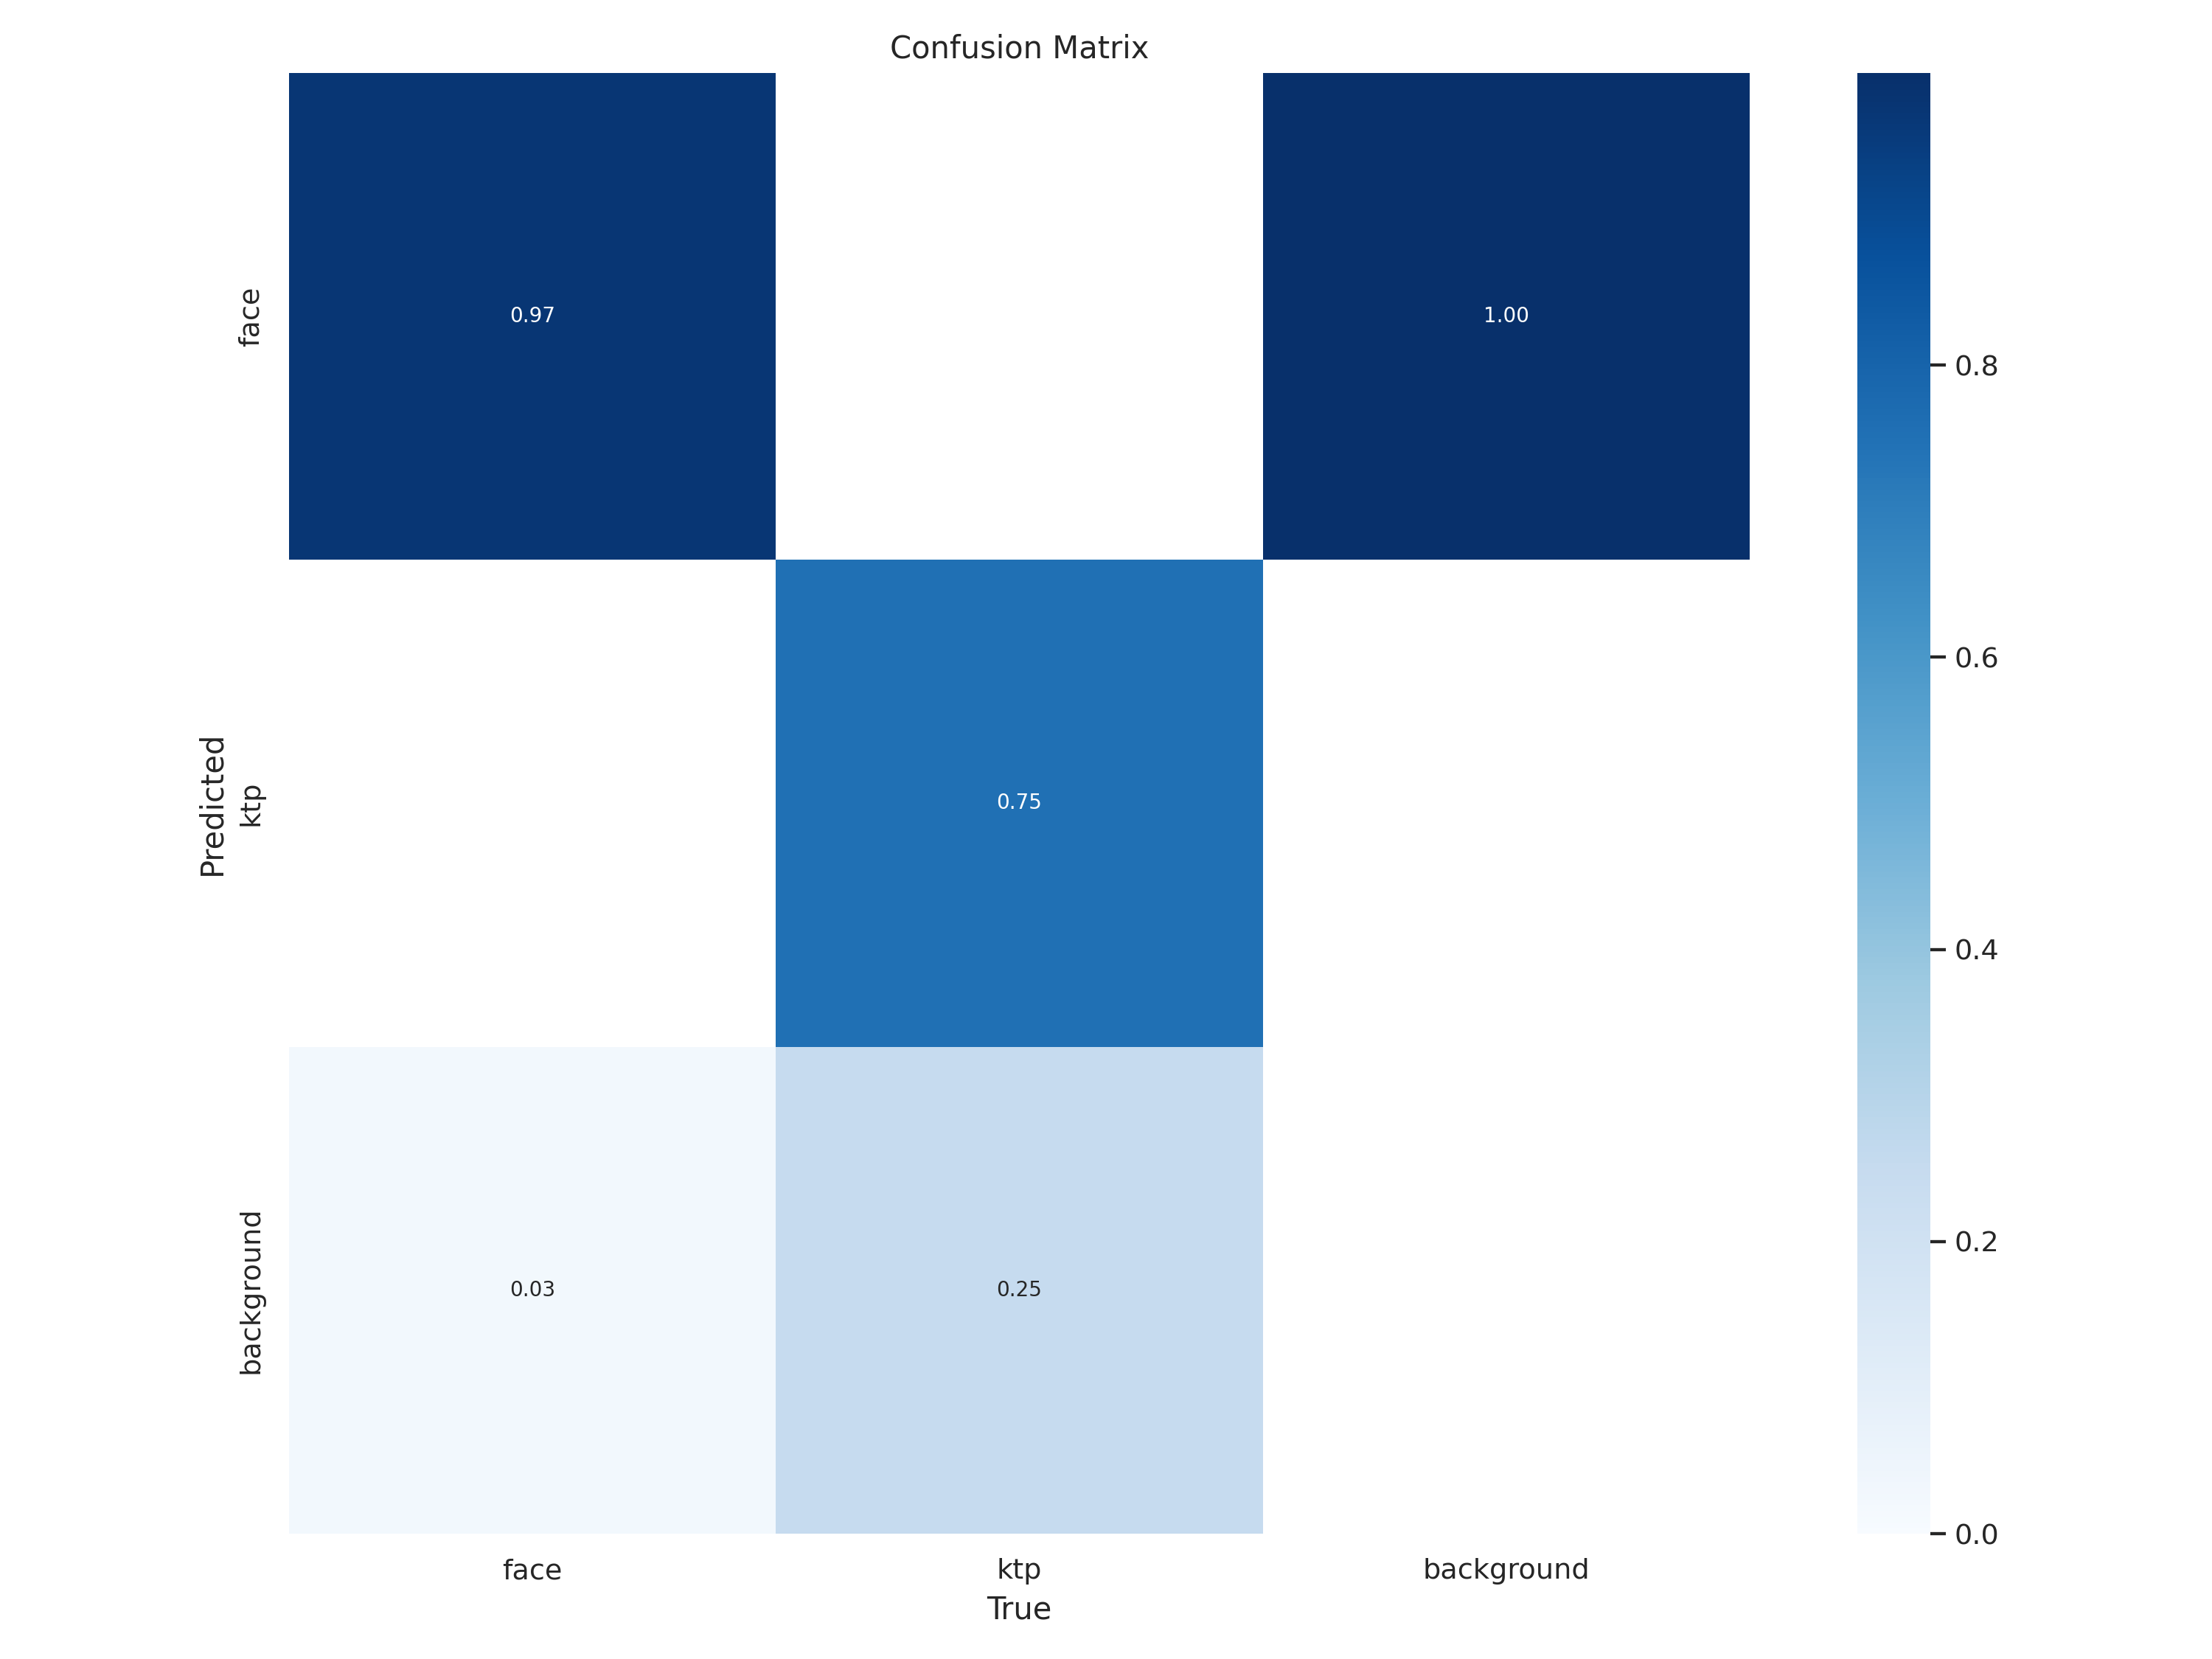 Confusion Matrix
face
0.97
1.00
0.8
0.6
Predicted
ktp
0.75
0.4
background
0.03
0.25
0.2
0.0
face
ktp
background
True